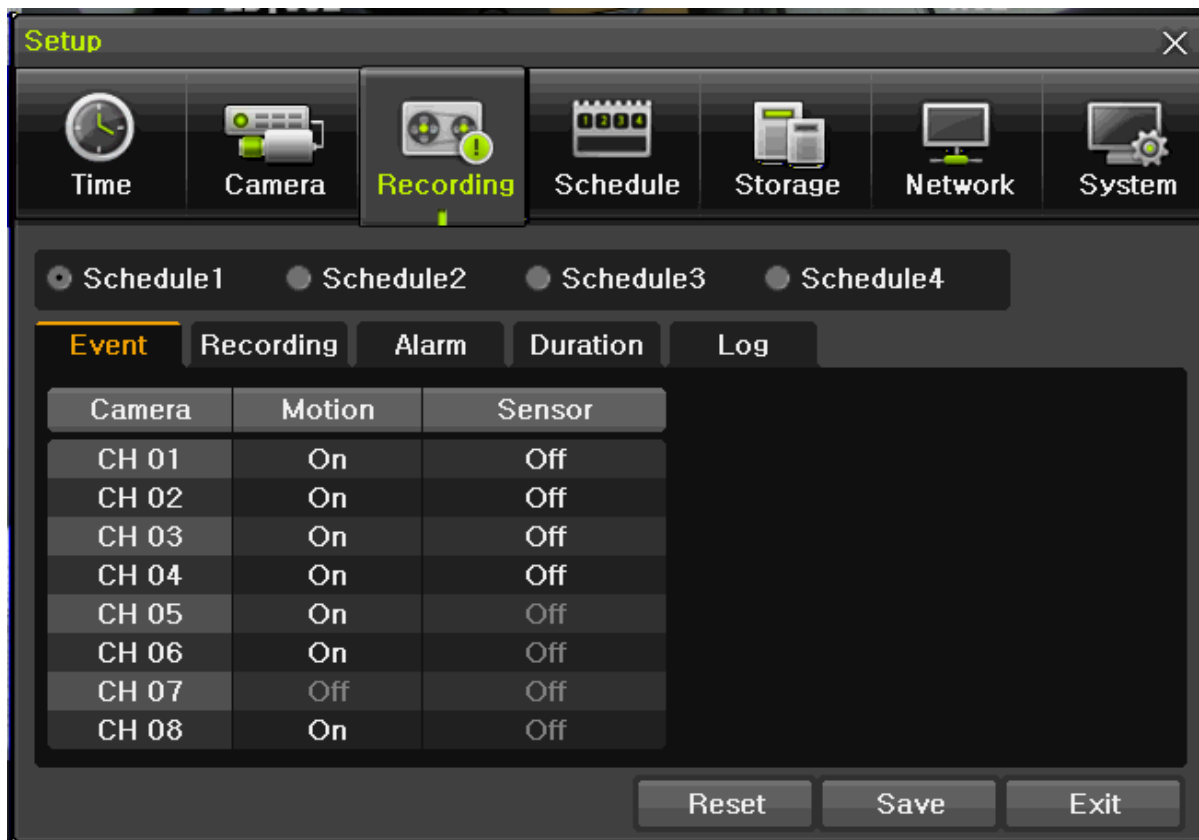 Setup
Time Camera Recording Schedule Storage Network System
Schedule1 Schedule2 Schedule3 Schedule4
Event Recording Alarm Duration Log
Camera Motion Sensor
CH 01 On Off
CH 02 On Off
CH 03 On Off
CH 04 On Off
CH 05 On Off
CH 06 On Off
CH 07 Off Off
CH 08 On Off
Reset Save Exit